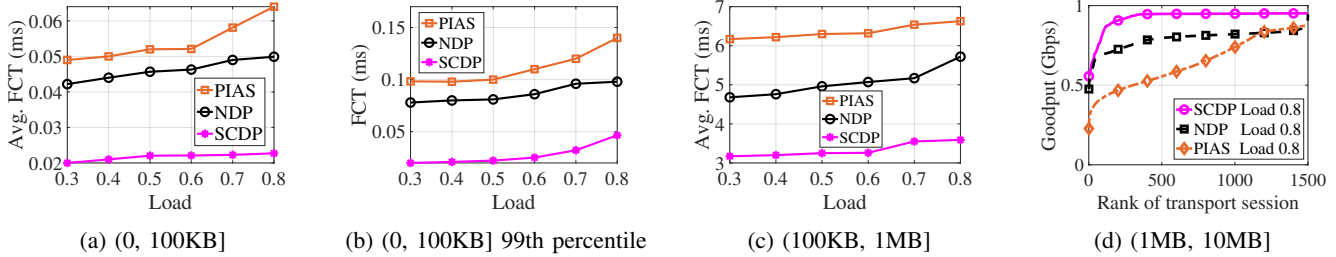 Avg. FCT (ms)
0.06
0.05
0.04
0.03
0.02
PIAS
NDP
SCDP
0.3 0.4 0.5 0.6 0.7 0.8
Load
(a) (0, 100KB]
FCT (ms)
0.15
0.1
0.05
PIAS
NDP
SCDP
0.3 0.4 0.5 0.6 0.7 0.8
Load
(b) (0, 100KB] 99th percentile
Avg. FCT (ms)
7
6
5
4
3
PIAS
NDP
SCDP
0.3 0.4 0.5 0.6 0.7 0.8
Load
(c) (100KB, 1MB]
Goodput (Gbps)
1
0.5
0
SCDP Load 0.8
NDP Load 0.8
PIAS Load 0.8
0 400 800 1200 1500
Rank of transport session
(d) (1MB, 10MB]